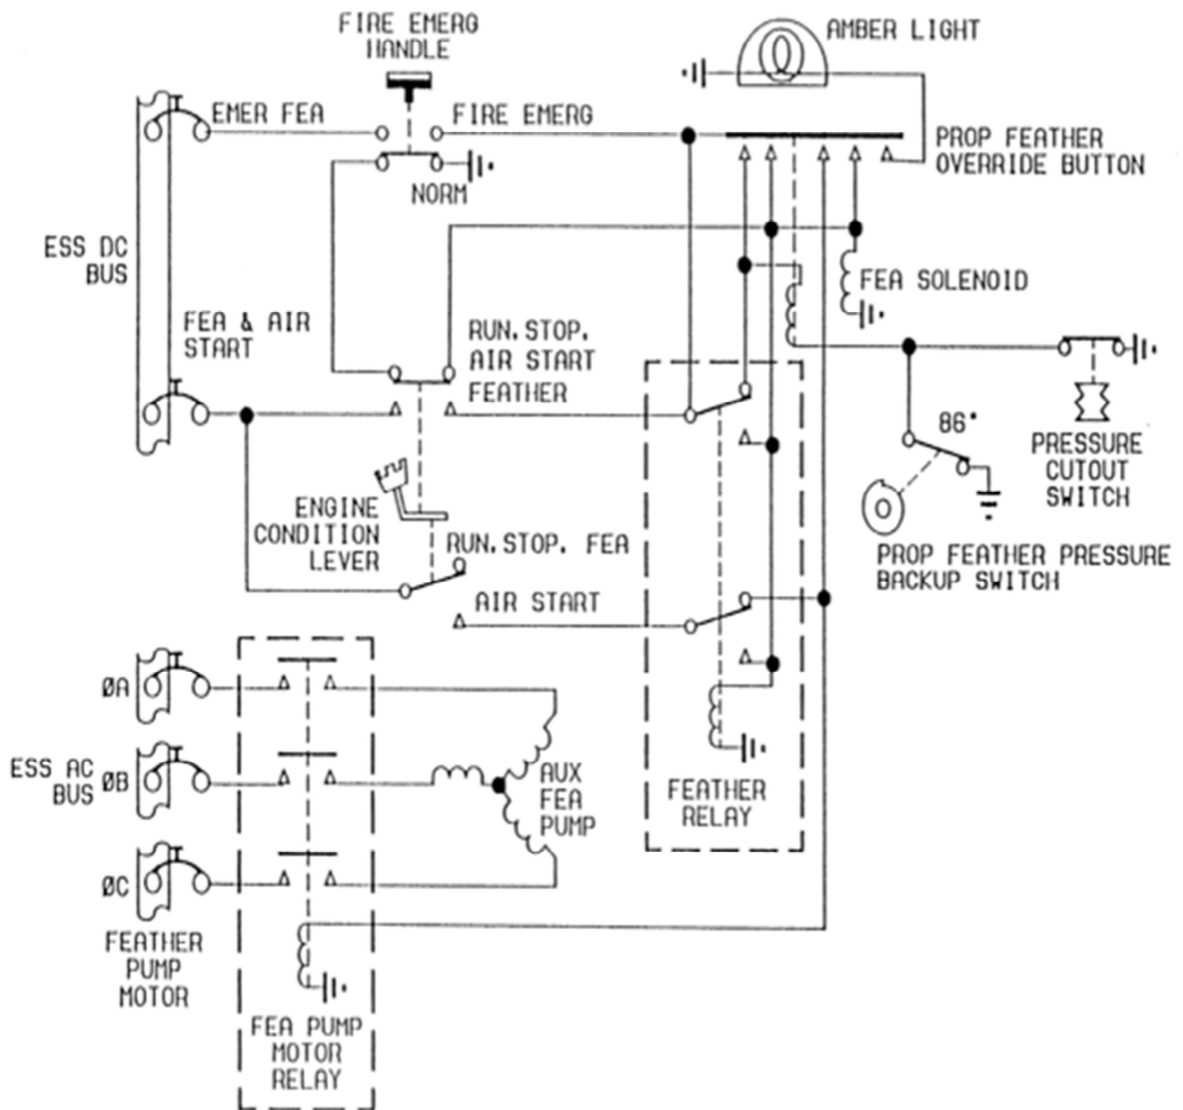 FIRE EMERG
HANDLE
AMBER LIGHT
EMER FEA
FIRE EMERG
PROP FEATHER
OVERRIDE BUTTON
NORM
ESS DC
BUS
FEA SOLENOID
FEA & AIR
START
RUN. STOP.
AIR START
FEATHER
86°
PRESSURE
CUTOUT
SWITCH
ENGINE
CONDITION
LEVER
RUN. STOP. FEA
PROP FEATHER PRESSURE
BACKUP SWITCH
AIR START
ØA
ESS AC
BUS
ØB
AUX
FEA
PUMP
FEATHER
RELAY
ØC
FEATHER
PUMP
MOTOR
FEA PUMP
MOTOR
RELAY